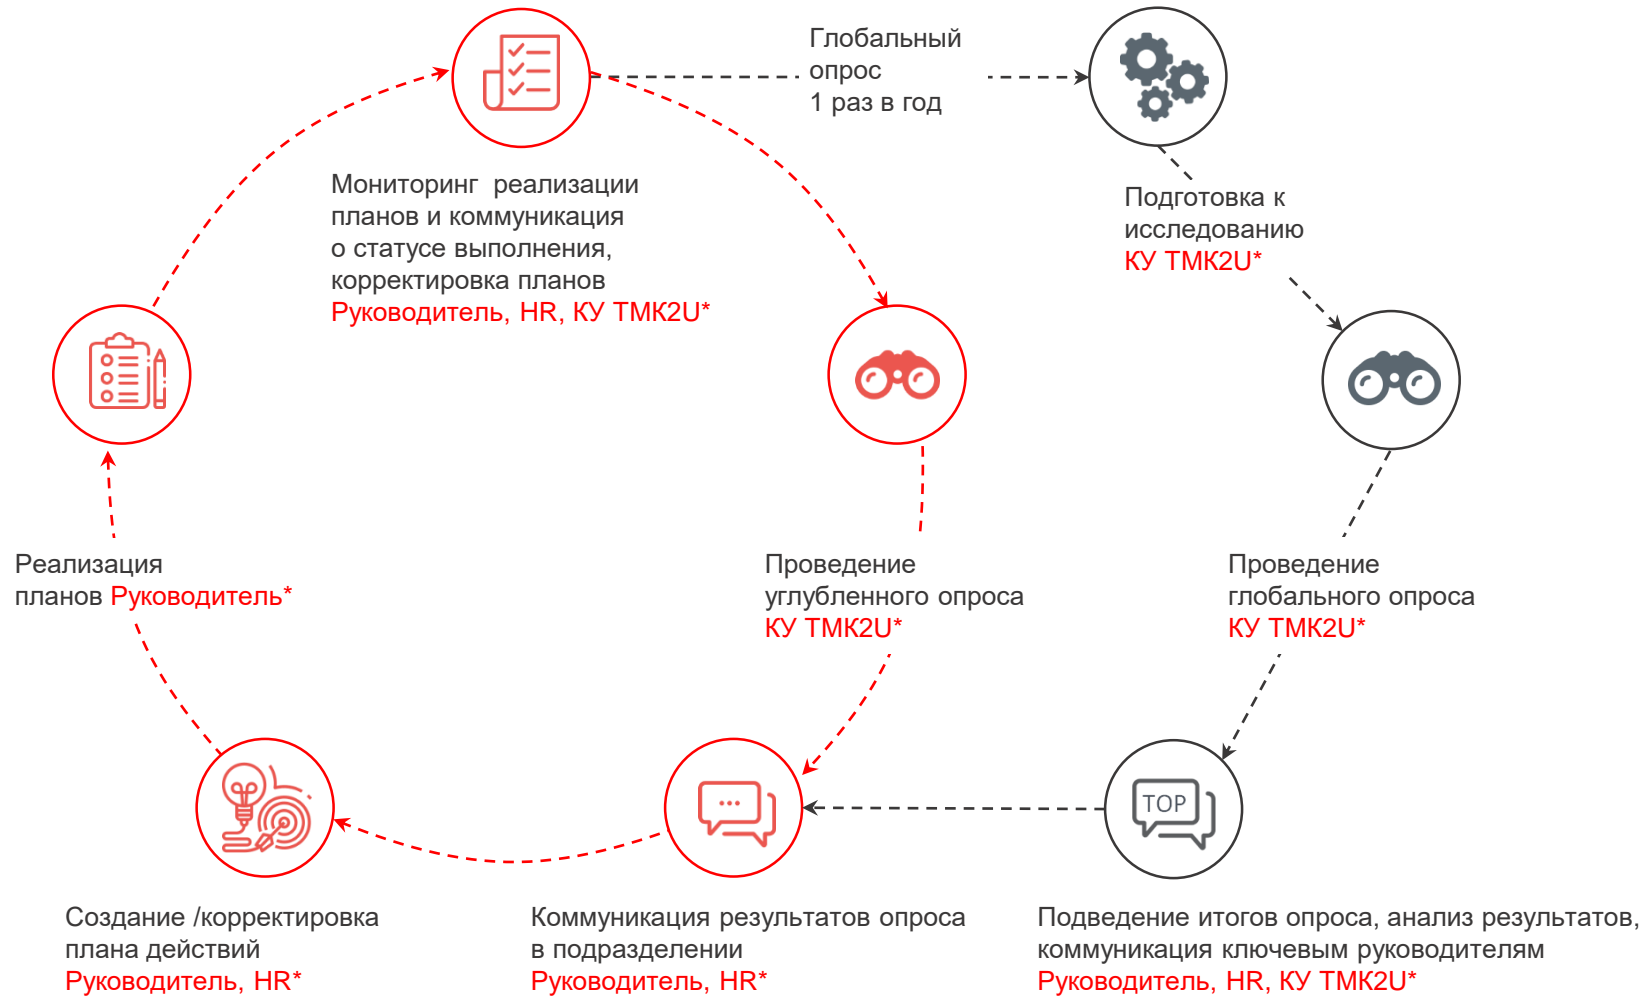 Глобальный
опрос
1 раз в год
Мониторинг реализации
планов и коммуникация
о статусе выполнения,
корректировка планов
Руководитель, HR, КУ ТМК2U*
Подготовка к
исследованию
КУ ТМК2U*
Реализация
планов Руководитель*
Проведение
углубленного опроса
КУ ТМК2U*
Проведение
глобального опроса
КУ ТМК2U*
TOP
Создание /корректировка
плана действий
Руководитель, HR*
Коммуникация результатов опроса
в подразделении
Руководитель, HR*
Подведение итогов опроса, анализ результатов,
коммуникация ключевым руководителям
Руководитель, HR, КУ ТМК2U*